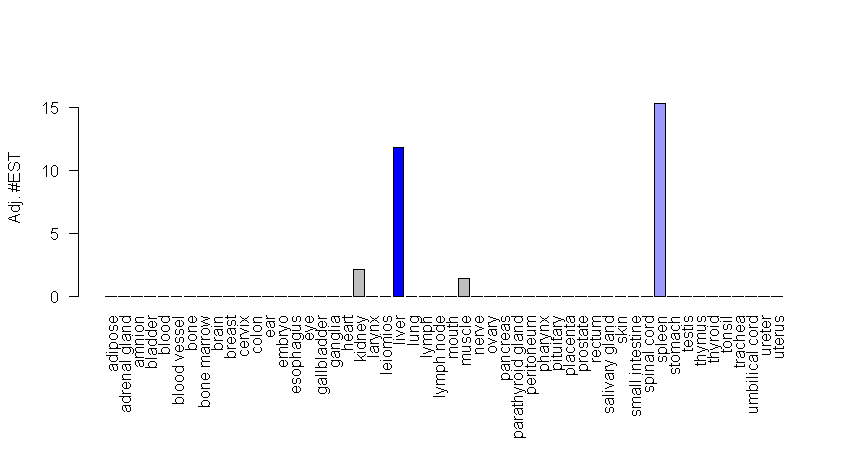 Adj. #EST
15
10
5
0
adipose
adrenal gland
amnion
bladder
blood
blood vessel
bone
bone marrow
brain
breast
cervix
colon
ear
embryo
esophagus
eye
gallbladder
ganglia
heart
kidney
larynx
leiomios
liver
lung
lymph
lymph node
mouth
muscle
nerve
ovary
pancreas
parathyroid gland
peritoneum
pharynx
pituitary
placenta
prostate
rectum
salivary gland
skin
small intestine
spinal cord
spleen
stomach
testis
thymus
thyroid
tonsil
trachea
umbilical cord
ureter
uterus